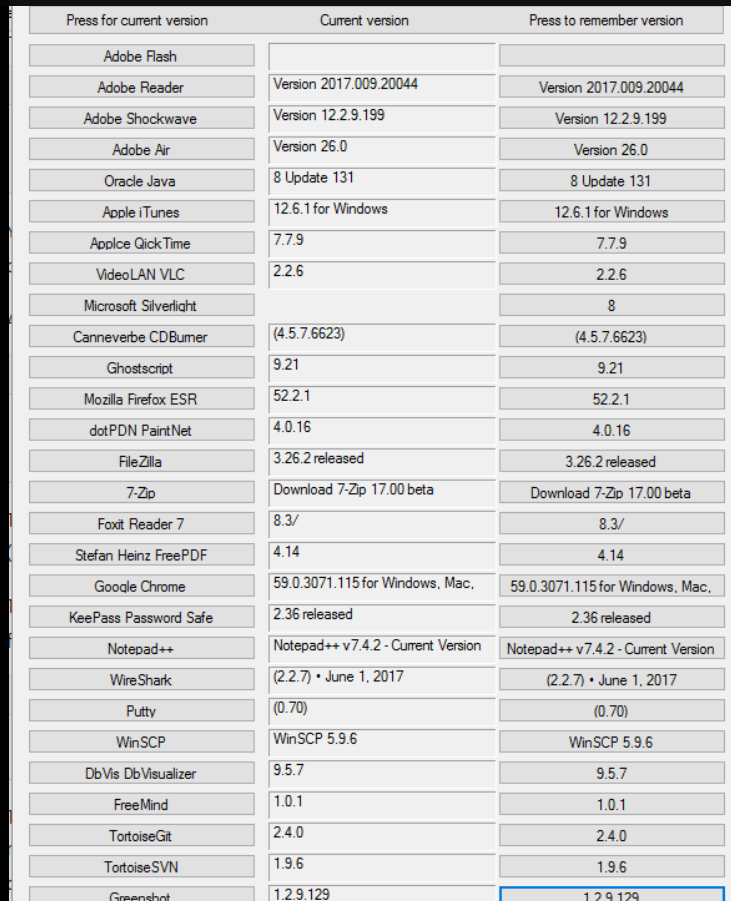 Press for current version Current version Press to remember version
Adobe Flash
Adobe Reader Version 2017.009.20044 Version 2017.009.20044
Adobe Shockwave Version 12.2.9.199 Version 12.2.9.199
Adobe Air Version 26.0 Version 26.0
Oracle Java 8 Update 131 8 Update 131
Apple iTunes 12.6.1 for Windows 12.6.1 for Windows
Applce QickTime 7.7.9 7.7.9
VideoLAN VLC 2.2.6 2.2.6
Microsoft Silverlight 8
Canneverbe CDBurner (4.5.7.6623) (4.5.7.6623)
Ghostscript 9.21 9.21
Mozilla Firefox ESR 52.2.1 52.2.1
dotPDN PaintNet 4.0.16 4.0.16
FileZilla 3.26.2 released 3.26.2 released
7-Zip Download 7-Zip 17.00 beta Download 7-Zip 17.00 beta
Foxit Reader 7 8.3/ 8.3/
Stefan Heinz FreePDF 4.14 4.14
Google Chrome 59.0.3071.115 for Windows, Mac, 59.0.3071.115 for Windows, Mac,
KeePass Password Safe 2.36 released 2.36 released
Notepad++ Notepad++ v7.4.2 - Current Version Notepad++ v7.4.2 - Current Version
WireShark (2.2.7) • June 1, 2017 (2.2.7) • June 1, 2017
Putty (0.70) (0.70)
WinSCP WinSCP 5.9.6 WinSCP 5.9.6
DbVis DbVisualizer 9.5.7 9.5.7
FreeMind 1.0.1 1.0.1
TortoiseGit 2.4.0 2.4.0
TortoiseSVN 1.9.6 1.9.6
Greenshot 1.2.9.129 1.2.9.129